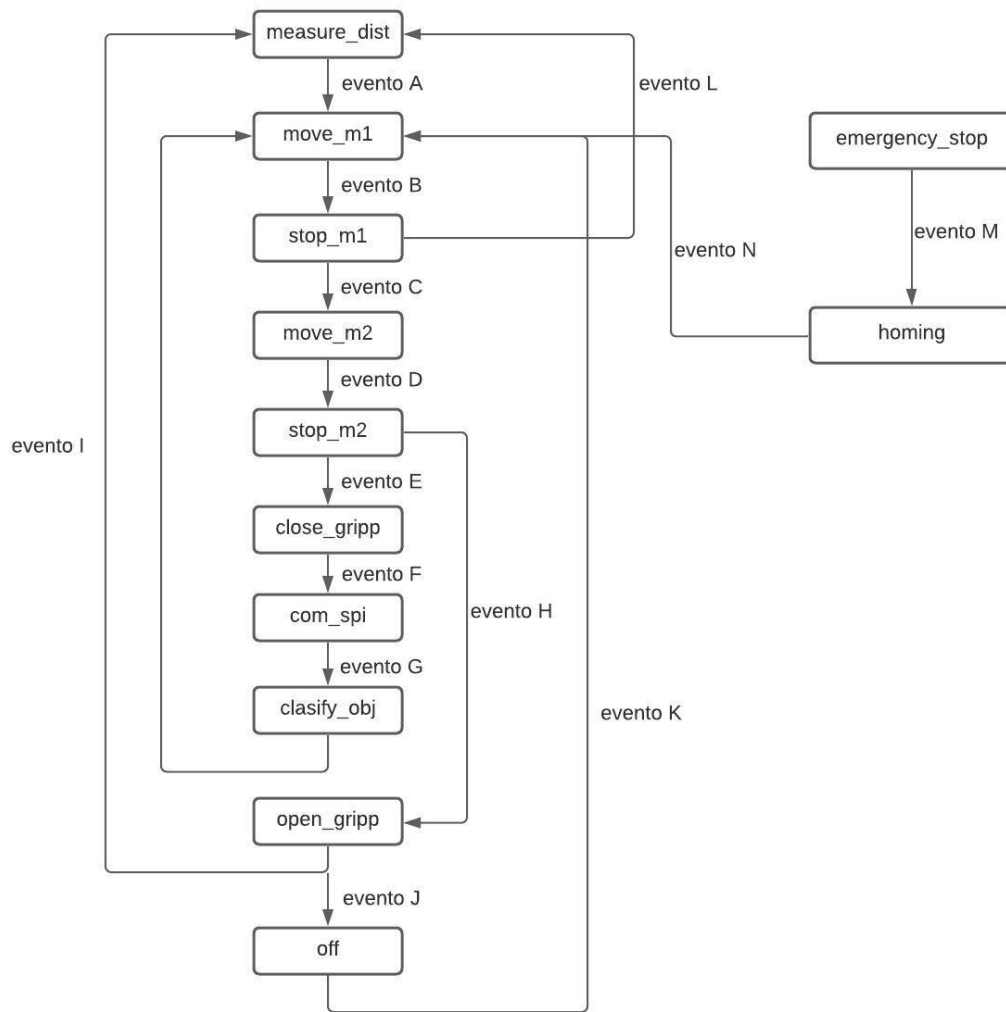 measure_dist
evento A
evento L
move_m1
emergency_stop
evento B
stop_m1
evento M
evento N
evento C
move_m2
homing
evento D
stop_m2
evento I
evento E
close_gripp
evento F
com_spi
evento H
evento G
clasify_obj
evento K
open_gripp
evento J
off